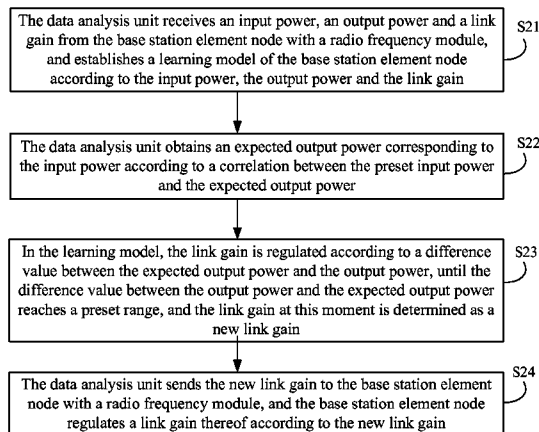 The data analysis unit receives an input power, an output power and a link
gain from the base station element node with a radio frequency module,
and establishes a learning model of the base station element node
according to the input power, the output power and the link gain
S21
The data analysis unit obtains an expected output power corresponding to
the input power according to a correlation between the preset input power
and the expected output power
S22
In the learning model, the link gain is regulated according to a difference
value between the expected output power and the output power, until the
difference value between the output power and the expected output power
reaches a preset range, and the link gain at this moment is determined as a
new link gain
S23
The data analysis unit sends the new link gain to the base station element
node with a radio frequency module, and the base station element node
regulates a link gain thereof according to the new link gain
S24